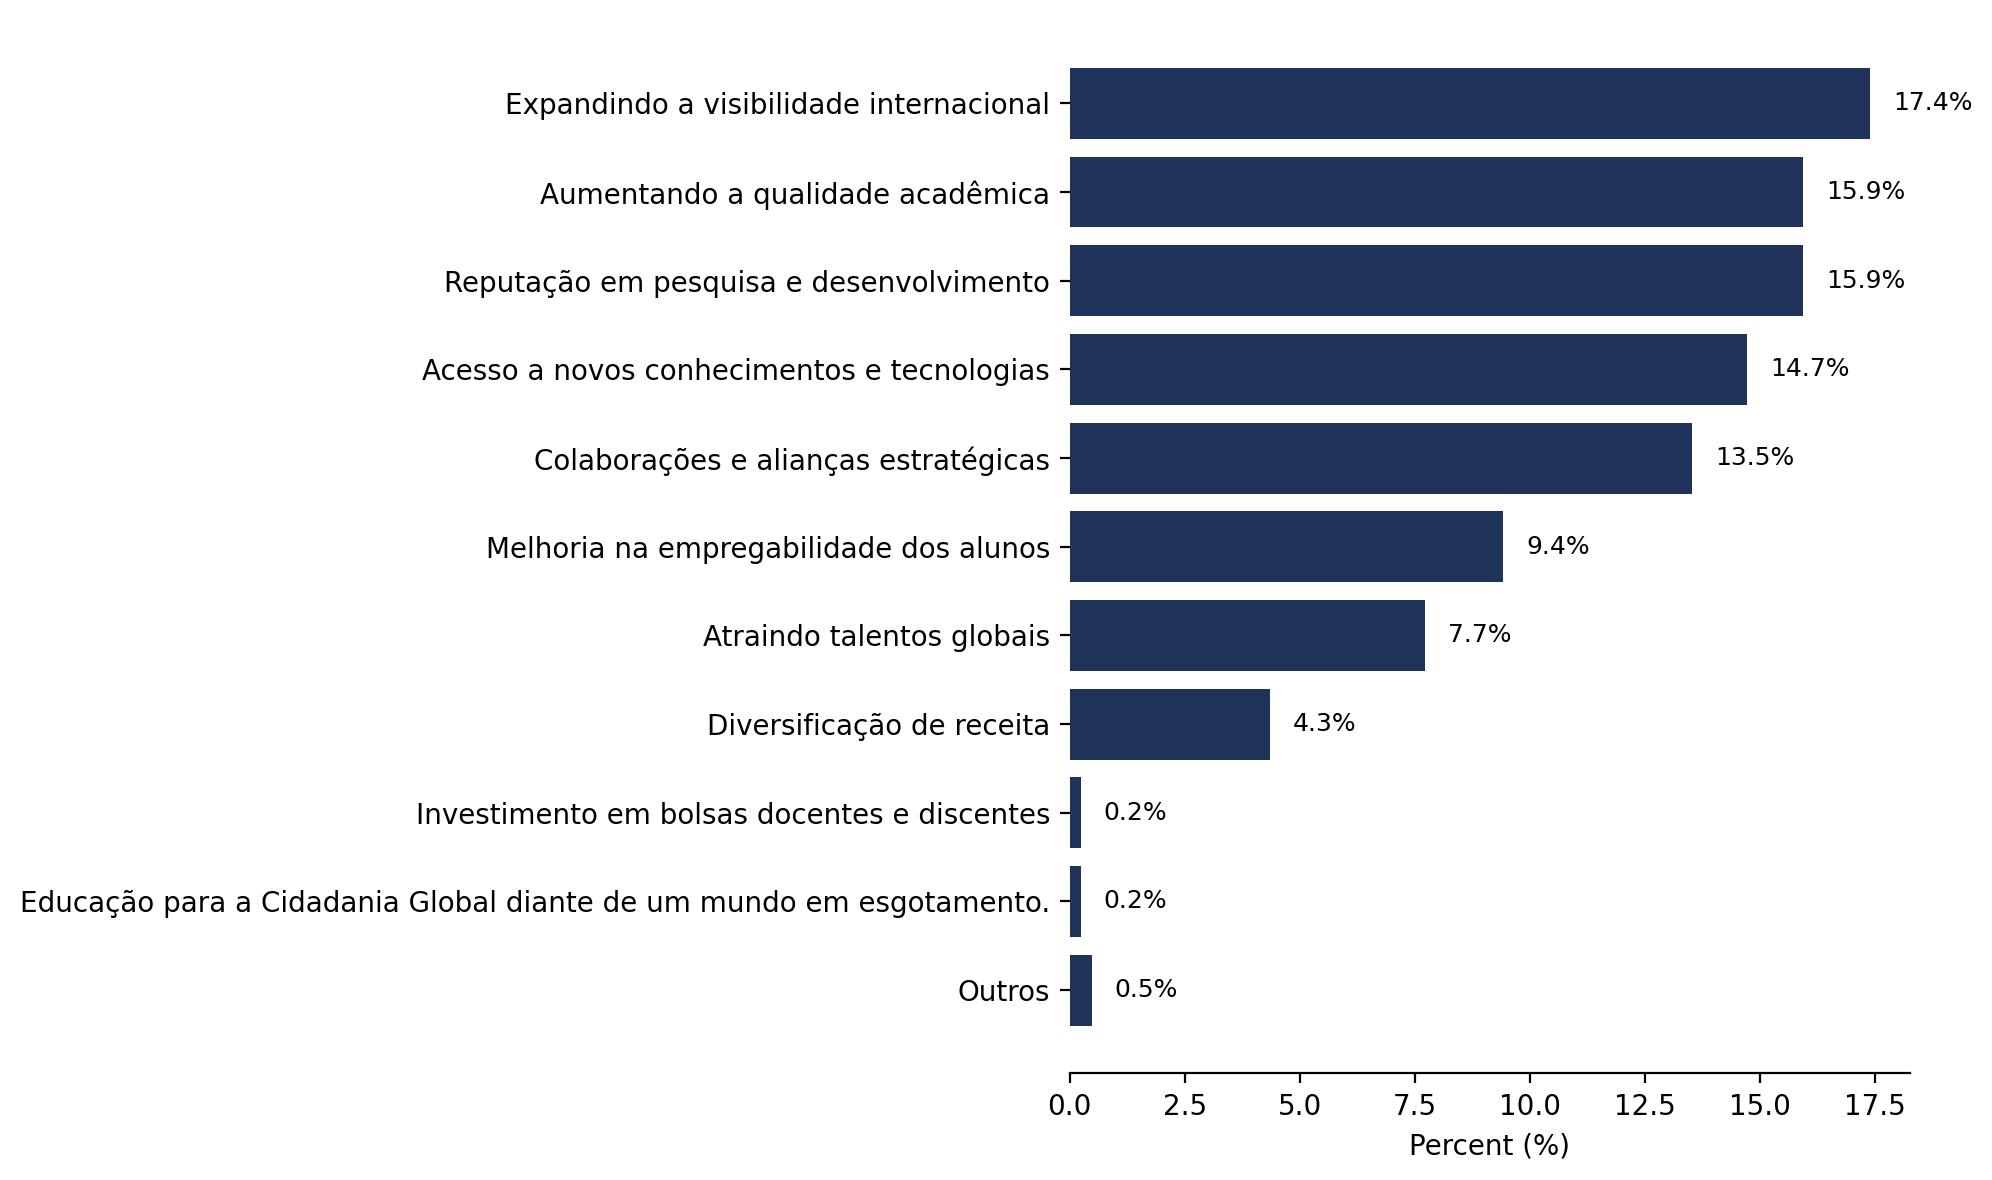 Expandindo a visibilidade internacional 17.4%
Aumentando a qualidade acadêmica 15.9%
Reputação em pesquisa e desenvolvimento 15.9%
Acesso a novos conhecimentos e tecnologias 14.7%
Colaborações e alianças estratégicas 13.5%
Melhoria na empregabilidade dos alunos 9.4%
Atraindo talentos globais 7.7%
Diversificação de receita 4.3%
Investimento em bolsas docentes e discentes 0.2%
Educação para a Cidadania Global diante de um mundo em esgotamento. 0.2%
Outros 0.5%
0.0 2.5 5.0 7.5 10.0 12.5 15.0 17.5
Percent (%)